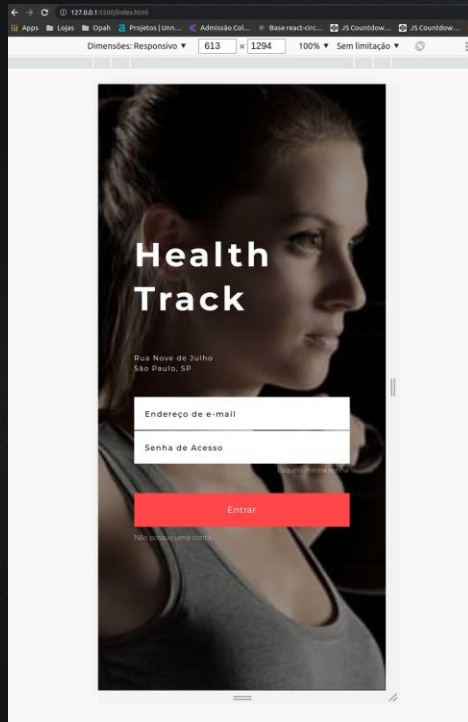 127.0.0.1:5500/index.html
Apps Lojas Opah Projetos | Unn... Admissão Col... Base react-circ... JS Countdow... JS Countdow...
Dimensões: Responsivo ▼ 613 × 1294 100% ▼ Sem limitação ▼
Health
Track
Rua Nove de Julho
São Paulo, SP
Endereço de e-mail
Senha de Acesso
Esqueci minha senha
Entrar
Não possuo uma conta